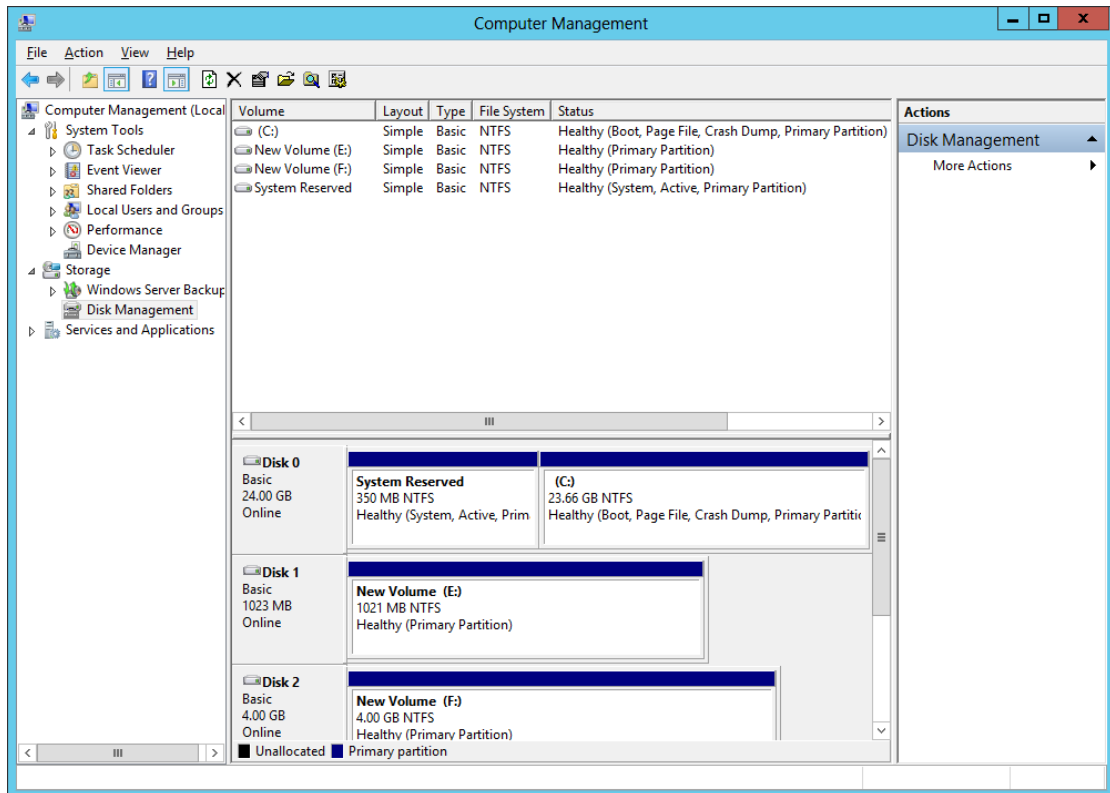 Computer Management
File Action View Help
Computer Management (Local
System Tools
Task Scheduler
Event Viewer
Shared Folders
Local Users and Groups
Performance
Device Manager
Storage
Windows Server Backup
Disk Management
Services and Applications
Volume Layout Type File System Status
(C:) Simple Basic NTFS Healthy (Boot, Page File, Crash Dump, Primary Partition)
New Volume (E:) Simple Basic NTFS Healthy (Primary Partition)
New Volume (F:) Simple Basic NTFS Healthy (Primary Partition)
System Reserved Simple Basic NTFS Healthy (System, Active, Primary Partition)
Disk 0
Basic
24.00 GB
Online
System Reserved
350 MB NTFS
Healthy (System, Active, Prim
(C:)
23.66 GB NTFS
Healthy (Boot, Page File, Crash Dump, Primary Partitic
Disk 1
Basic
1023 MB
Online
New Volume (E:)
1021 MB NTFS
Healthy (Primary Partition)
Disk 2
Basic
4.00 GB
Online
New Volume (F:)
4.00 GB NTFS
Healthy (Primary Partition)
Unallocated Primary partition
Actions
Disk Management
More Actions